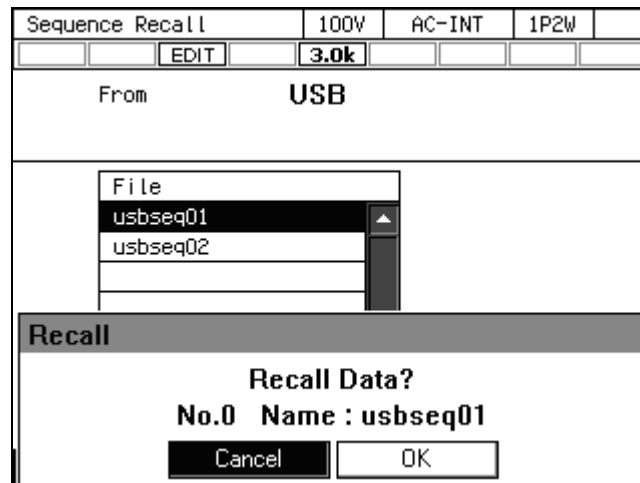 Sequence Recall 100V AC-INT 1P2W
EDIT 3.0k
From USB
File
usbseq01
usbseq02
Recall
Recall Data?
No.0 Name : usbseq01
Cancel OK